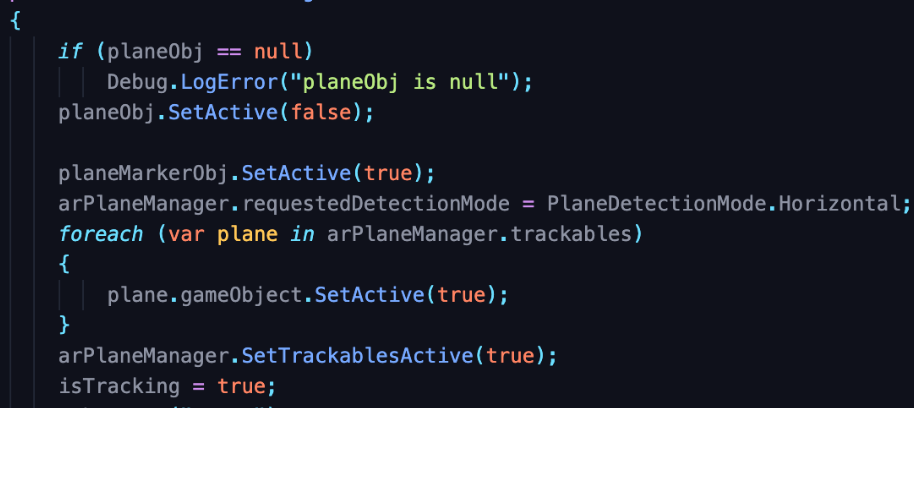 {
if (planeObj == null)
Debug.LogError("planeObj is null");
planeObj.SetActive(false);
planeMarkerObj.SetActive(true);
arPlaneManager.requestedDetectionMode = PlaneDetectionMode.Horizontal;
foreach (var plane in arPlaneManager.trackables)
{
plane.gameObject.SetActive(true);
}
arPlaneManager.SetTrackablesActive(true);
isTracking = true;